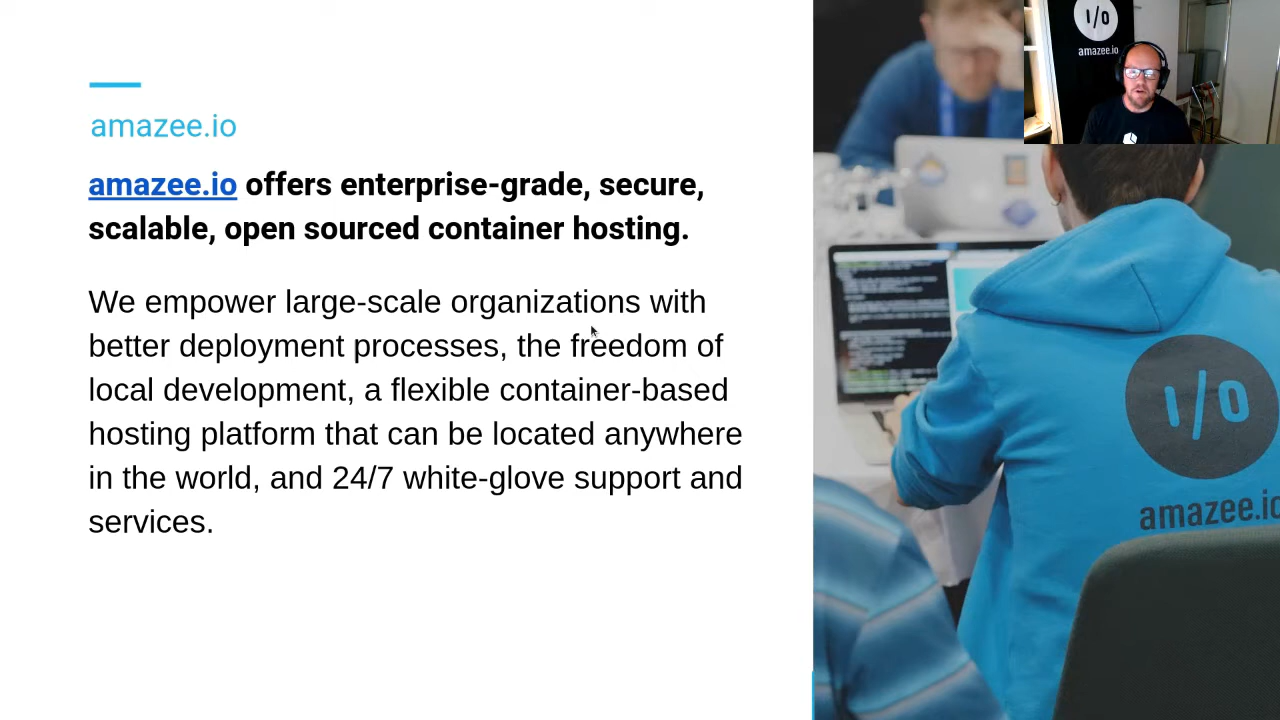 amazee.io
amazee.io offers enterprise-grade, secure,
scalable, open sourced container hosting.
We empower large-scale organizations with
better deployment processes, the freedom of
local development, a flexible container-based
hosting platform that can be located anywhere
in the world, and 24/7 white-glove support and
services.
I/O
amazee.io
I/O
amazee.io